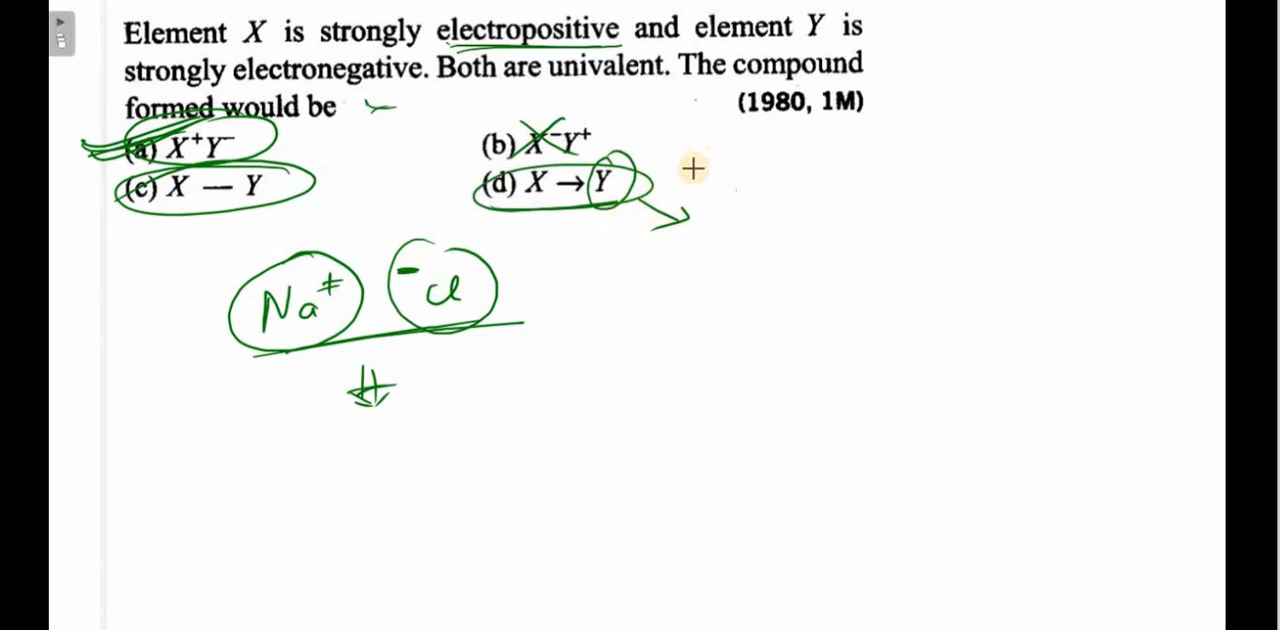 Element X is strongly electropositive and element Y is
strongly electronegative. Both are univalent. The compound
formed would be (1980, 1M)
(a) X⁺Y⁻ (b) X⁻Y⁺
(c) X — Y (d) X → Y
Na⁺ ⁻Cl